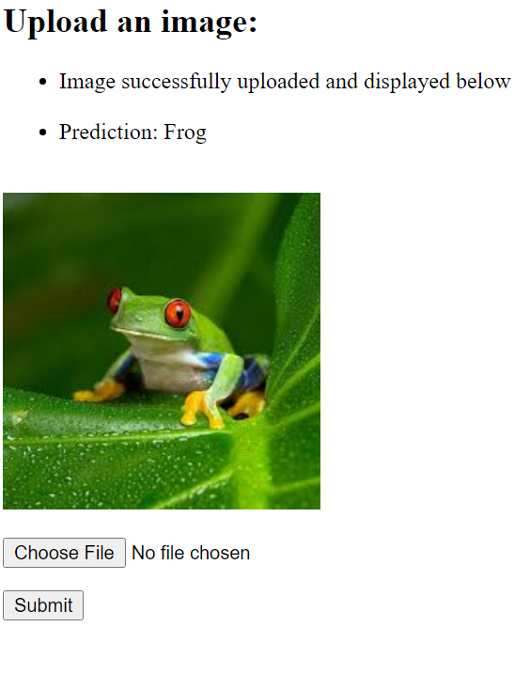 Upload an image:
Image successfully uploaded and displayed below
Prediction: Frog
Choose File No file chosen
Submit